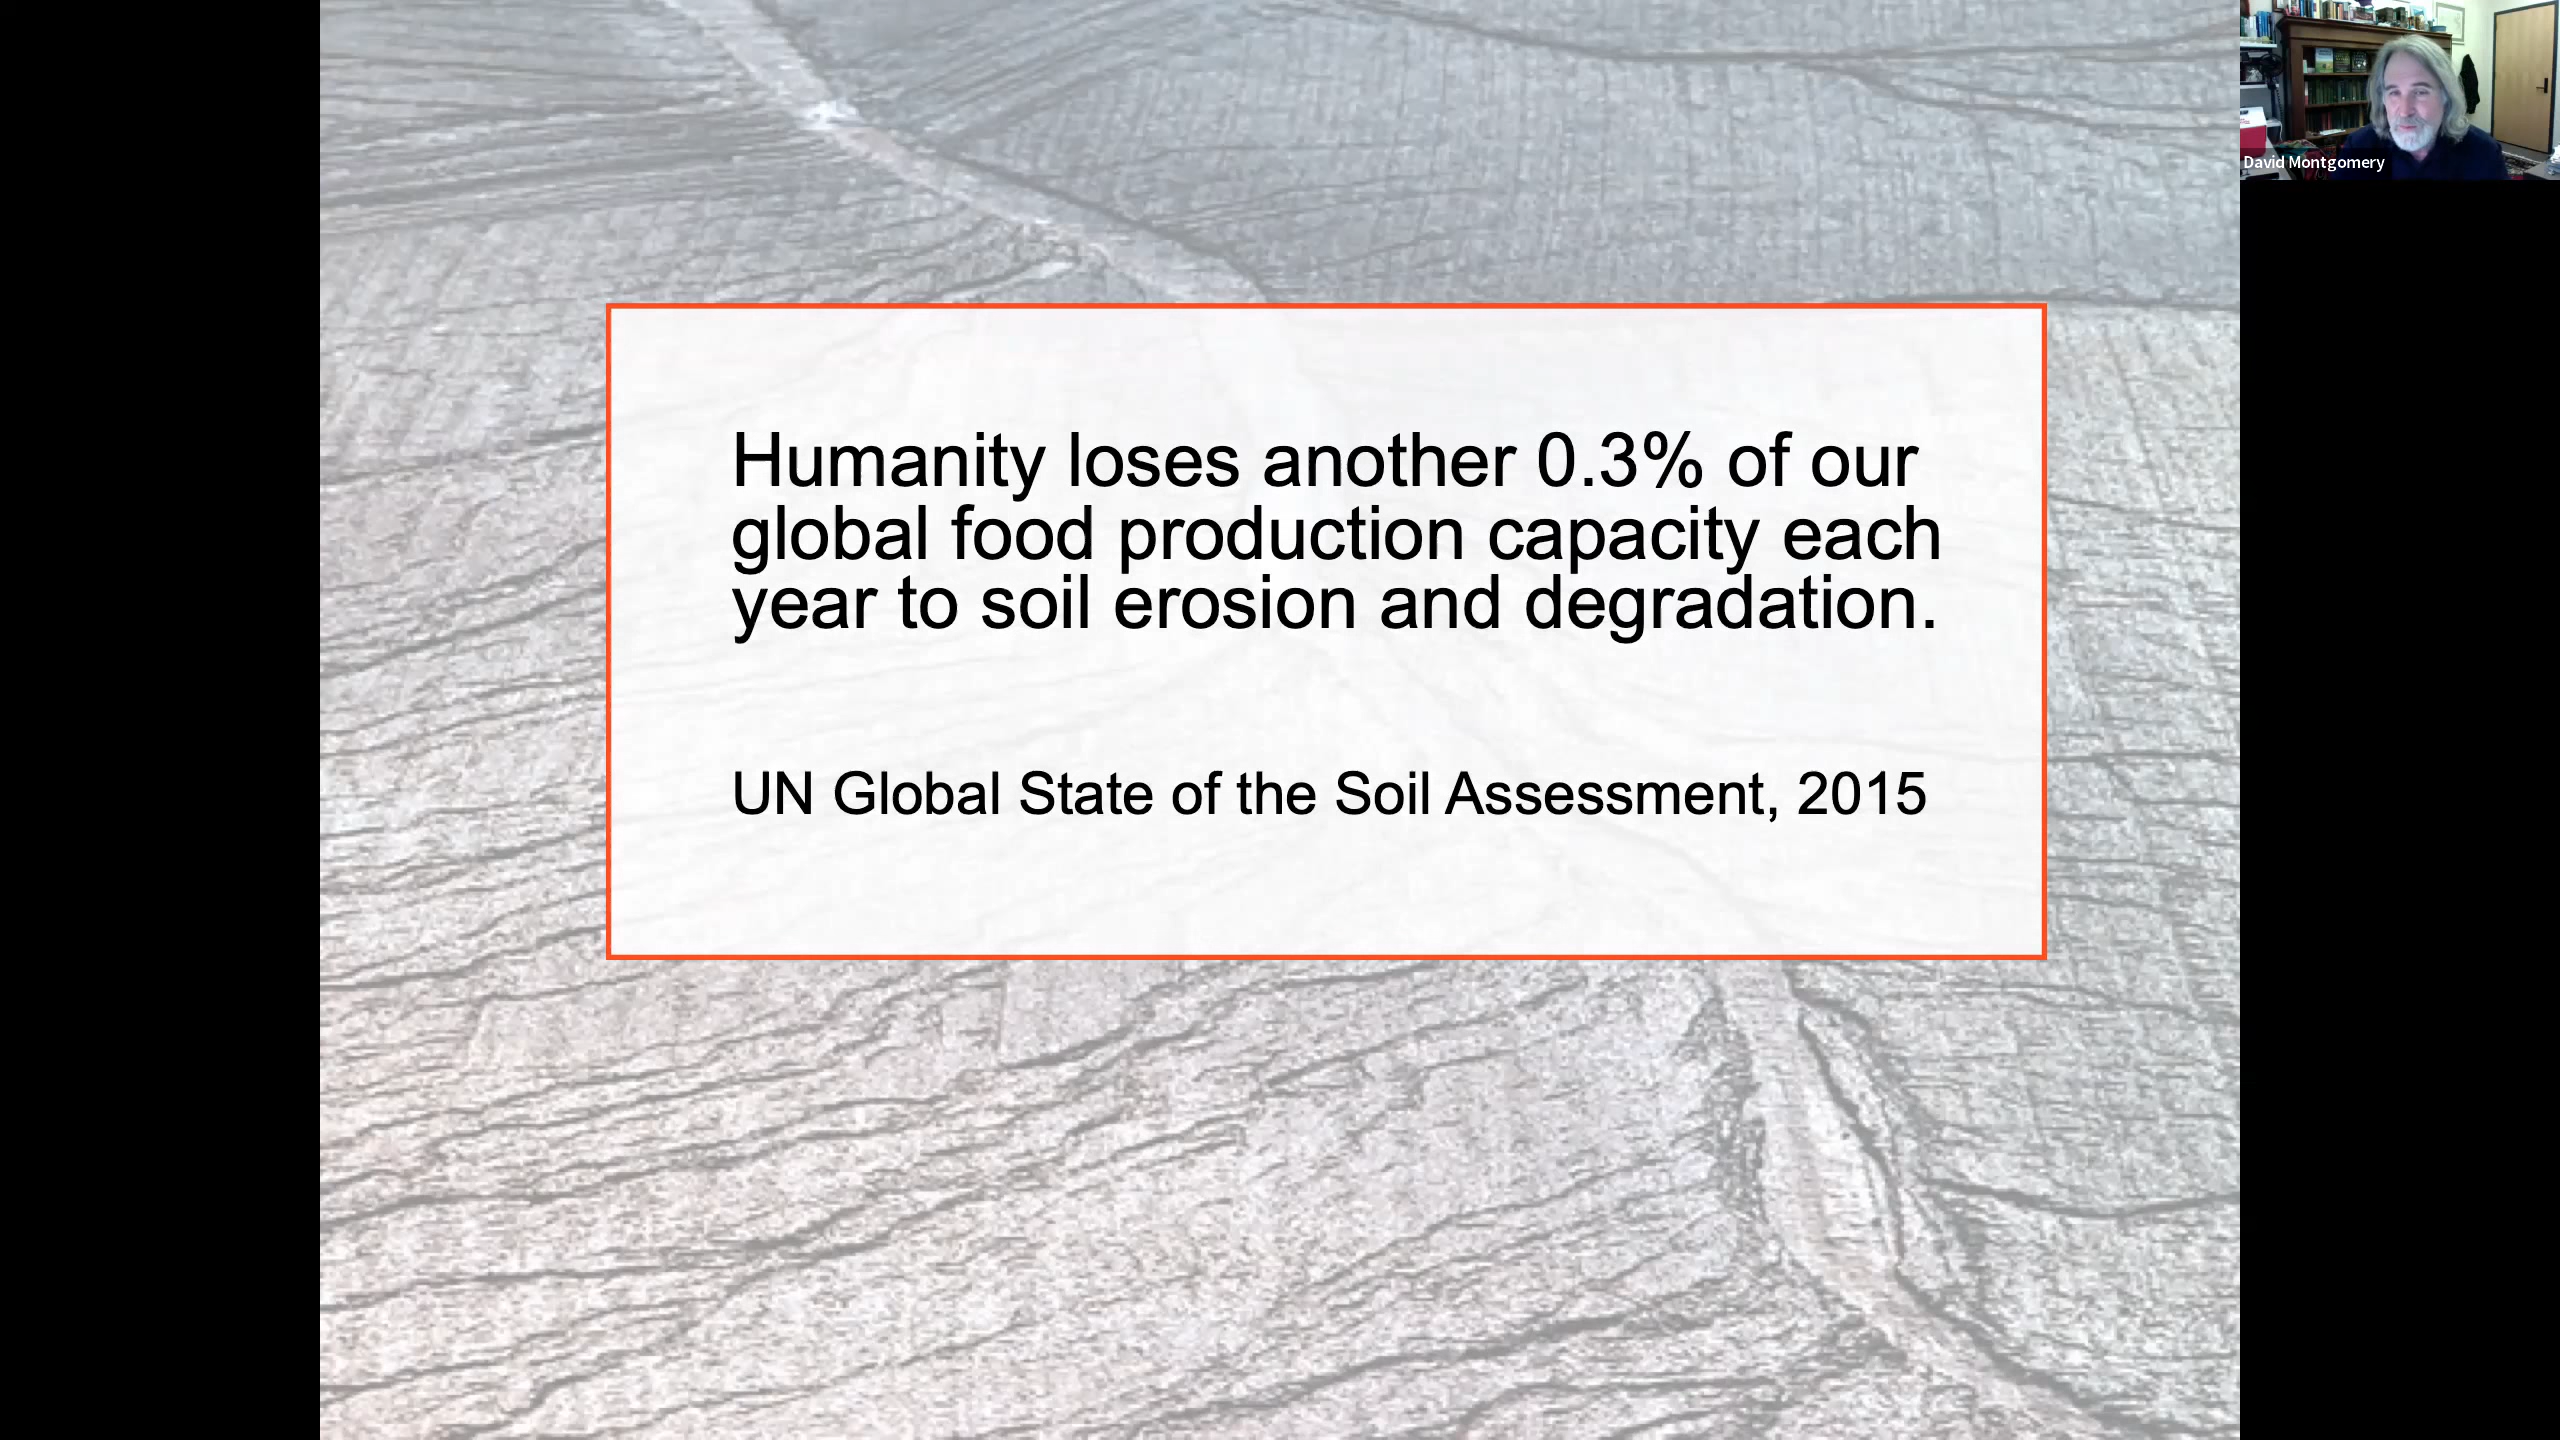 David Montgomery
Humanity loses another 0.3% of our
global food production capacity each
year to soil erosion and degradation.
UN Global State of the Soil Assessment, 2015